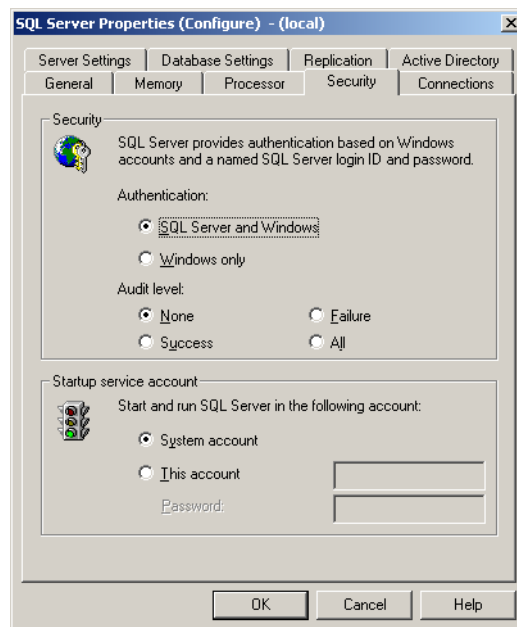 SQL Server Properties (Configure) - (local)
Server Settings Database Settings Replication Active Directory
General Memory Processor Security Connections
Security
SQL Server provides authentication based on Windows
accounts and a named SQL Server login ID and password.
Authentication:
SQL Server and Windows
Windows only
Audit level:
None Failure
Success All
Startup service account
Start and run SQL Server in the following account:
System account
This account
Password:
OK Cancel Help